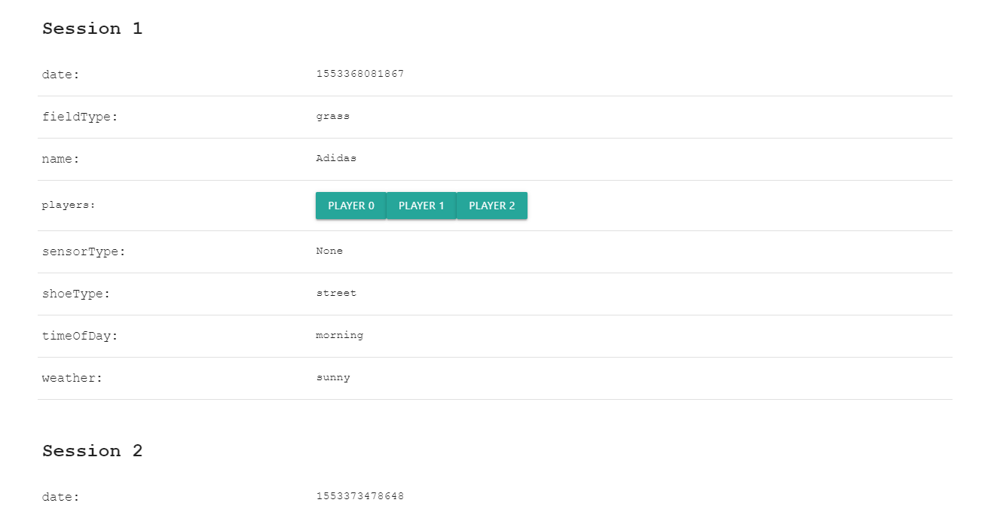 Session 1
date: 1553368081867
fieldType: grass
name: Adidas
players: PLAYER 0 PLAYER 1 PLAYER 2
sensorType: None
shoeType: street
timeOfDay: morning
weather: sunny
Session 2
date: 1553373478648